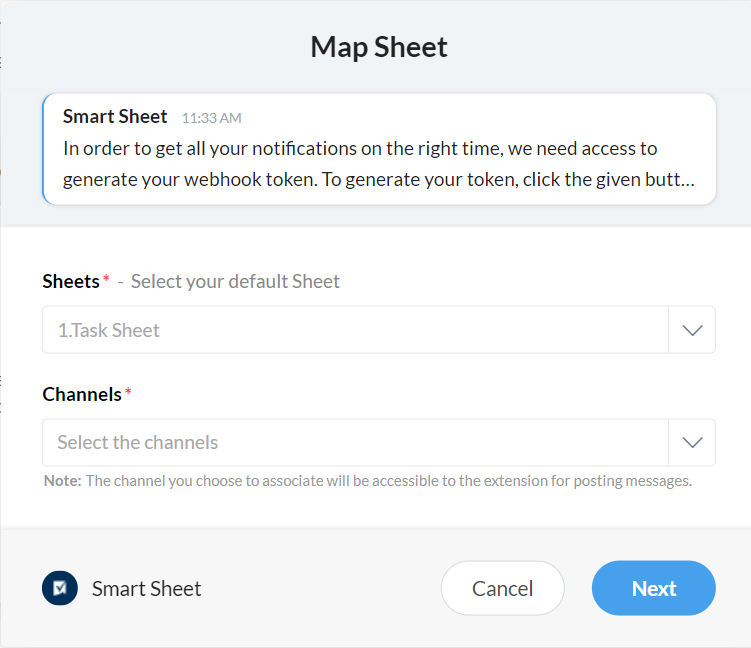 Map Sheet
Smart Sheet 11:33 AM
In order to get all your notifications on the right time, we need access to
generate your webhook token. To generate your token, click the given butt...
Sheets* - Select your default Sheet
1.Task Sheet
Channels*
Select the channels
Note: The channel you choose to associate will be accessible to the extension for posting messages.
Smart Sheet
Cancel
Next